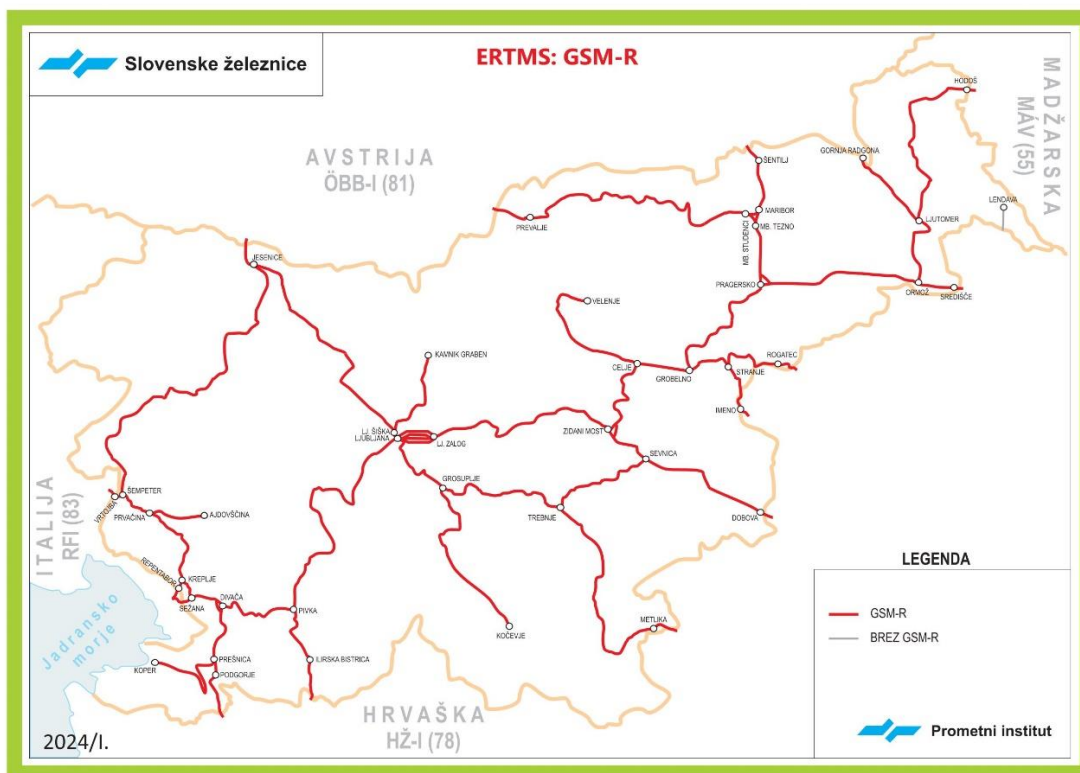 Slovenske železnice
ERTMS: GSM-R
AVSTRIJA
ÖBB-I (81)
MADŽARSKA
MÁV (55)
HODOŠ
ŠENTILJ
GORNJA RADGONA
LENDAVA
PREVALJE
MARIBOR
MB. STUDENCI
MB. TEZNO
LJUTOMER
JESENICE
PRAGERSKO
ORMOŽ
SREDIŠČE
VELENJE
KAVNIK GRABEN
CELJE
GROBELNO
STRANJE
ROGATEC
IMENO
LJ. ŠIŠKA
LJUBLJANA
LJ. ZALOG
ZIDANI MOST
SEVNICA
GROSUPLJE
ITALIJA
RFI (83)
ŠEMPETER
VRTOJBA
PRVAČINA
AJDOVŠČINA
TREBNJE
DOBOVA
REPENTABOR
KREPLJE
SEŽANA
DIVAČA
PIVKA
KOČEVJE
METLIKA
Jadransko
morje
KOPER
PREŠNICA
PODGORJE
ILIRSKA BISTRICA
HRVAŠKA
HŽ-I (78)
2024/I.
LEGENDA
GSM-R
BREZ GSM-R
Prometni institut